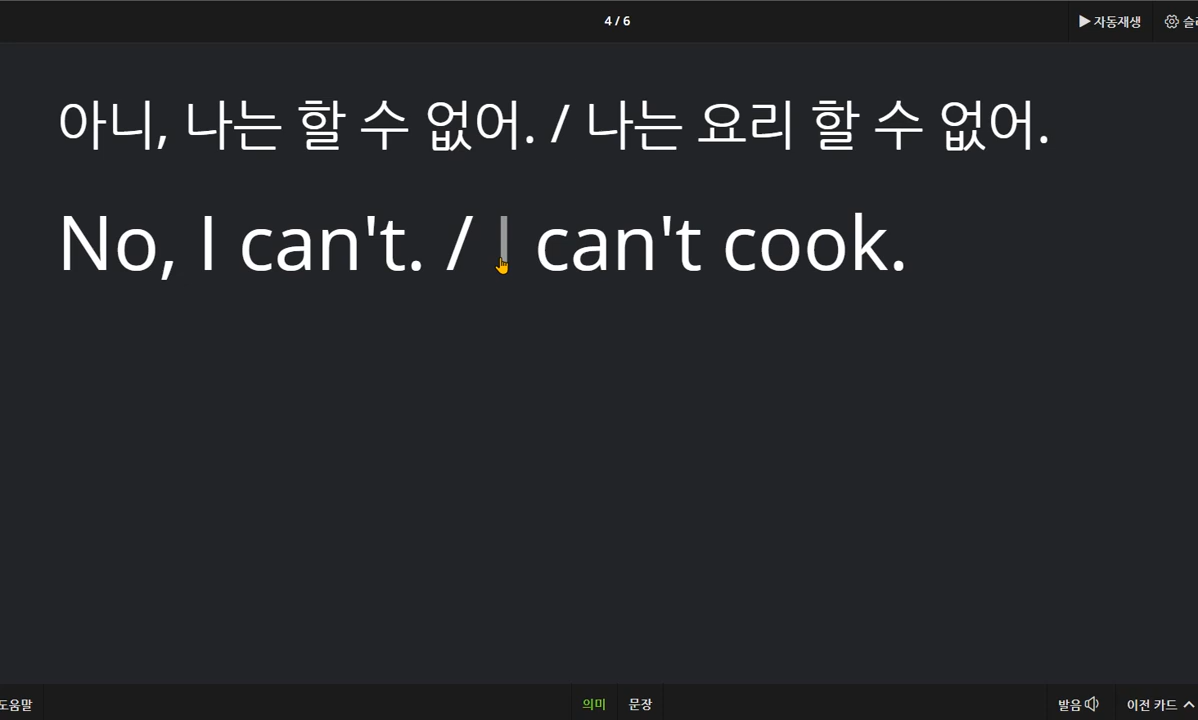 4 / 6
▶ 자동재생
아니, 나는 할 수 없어. / 나는 요리 할 수 없어.
No, I can't. / I can't cook.
도움말
의미 문장
발음 이전 카드